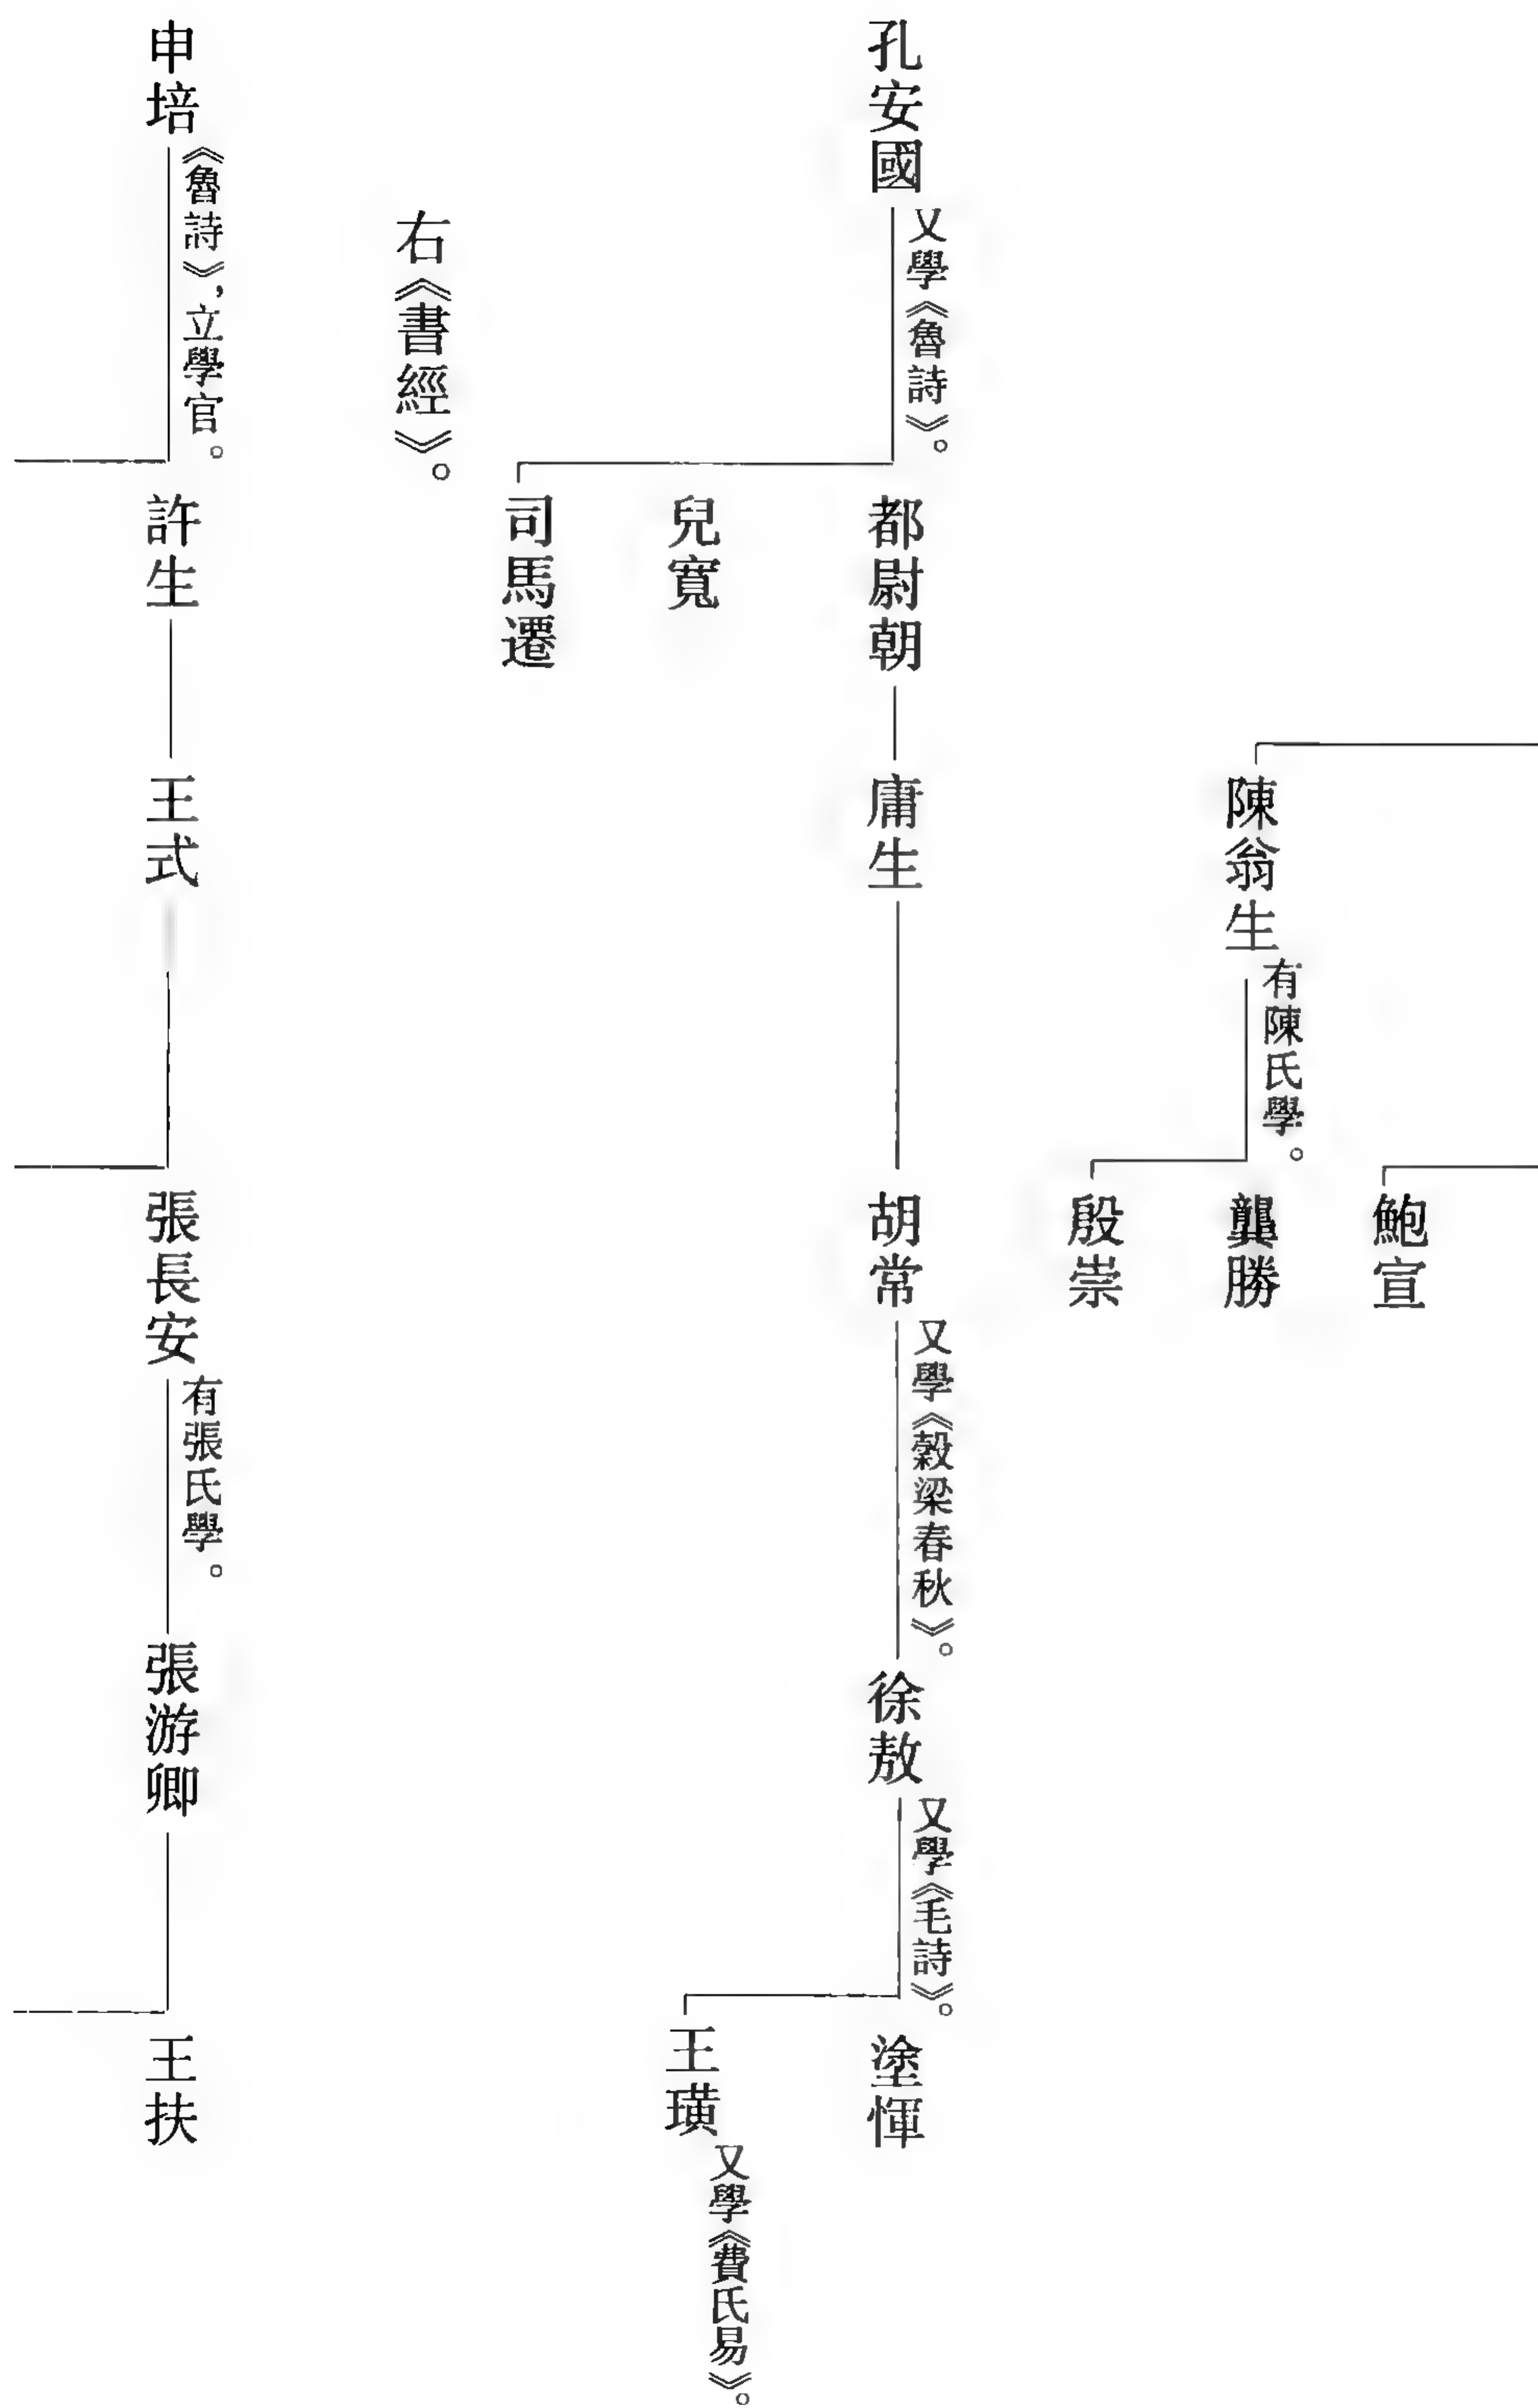 鮑宣
陳翁生
有陳氏學。
龔勝
殷崇
孔安國
又學《魯詩》。
都尉朝
庸生
胡常
又學《穀梁春秋》。
徐敖
又學《毛詩》。
塗惲
王璜
又學《費氏易》。
兒寬
司馬遷
右《書經》。
申培
《魯詩》，立學官。
許生
王式
張長安
有張氏學。
張游卿
王扶